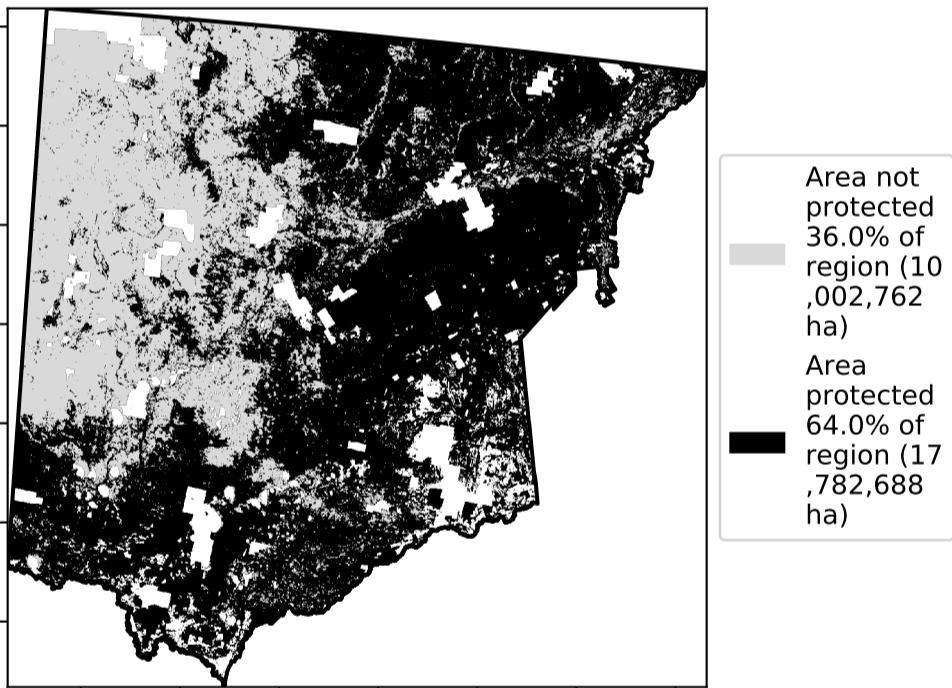 Area not
protected
36.0% of
region (10
,002,762
ha)
Area
protected
64.0% of
region (17
,782,688
ha)